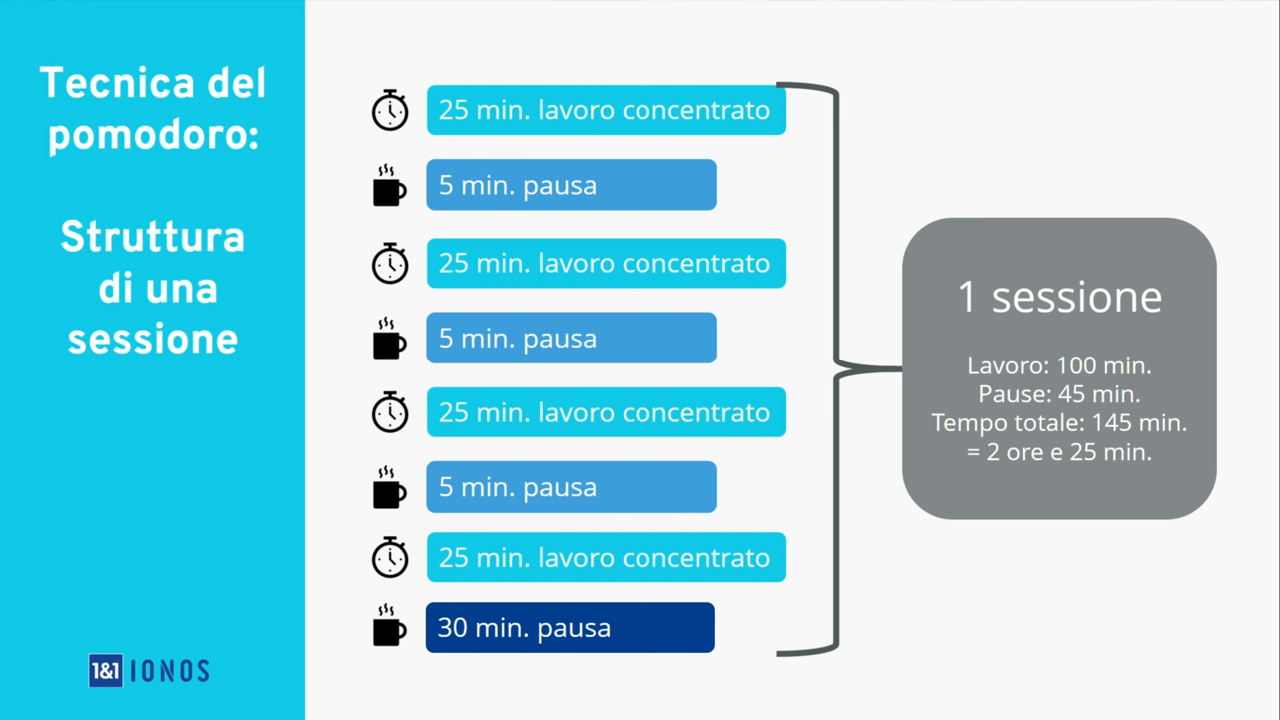 Tecnica del
pomodoro:
Struttura
di una
sessione
25 min. lavoro concentrato
5 min. pausa
25 min. lavoro concentrato
5 min. pausa
25 min. lavoro concentrato
5 min. pausa
25 min. lavoro concentrato
30 min. pausa
1 sessione
Lavoro: 100 min.
Pause: 45 min.
Tempo totale: 145 min.
= 2 ore e 25 min.
1&1 IONOS